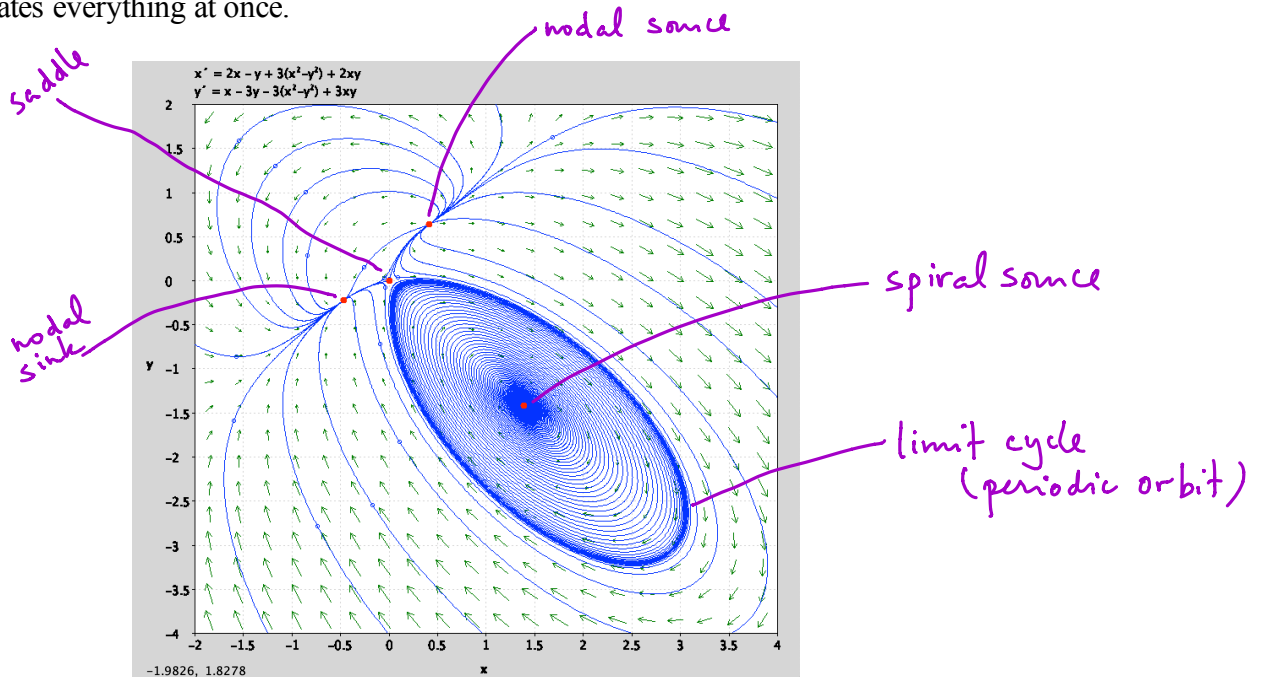 ates everything at once.
nodal source
saddle
x´ = 2x – y + 3(x²–y²) + 2xy
y´ = x – 3y – 3(x²–y²) + 3xy
2
1.5
1
0.5
0
-0.5
-1
-1.5
-2
-2.5
-3
-3.5
-4
y
nodal
sink
spiral source
limit cycle
(periodic orbit)
-2 -1.5 -1 -0.5 0 0.5 1 1.5 2 2.5 3 3.5 4
x
-1.9826, 1.8278